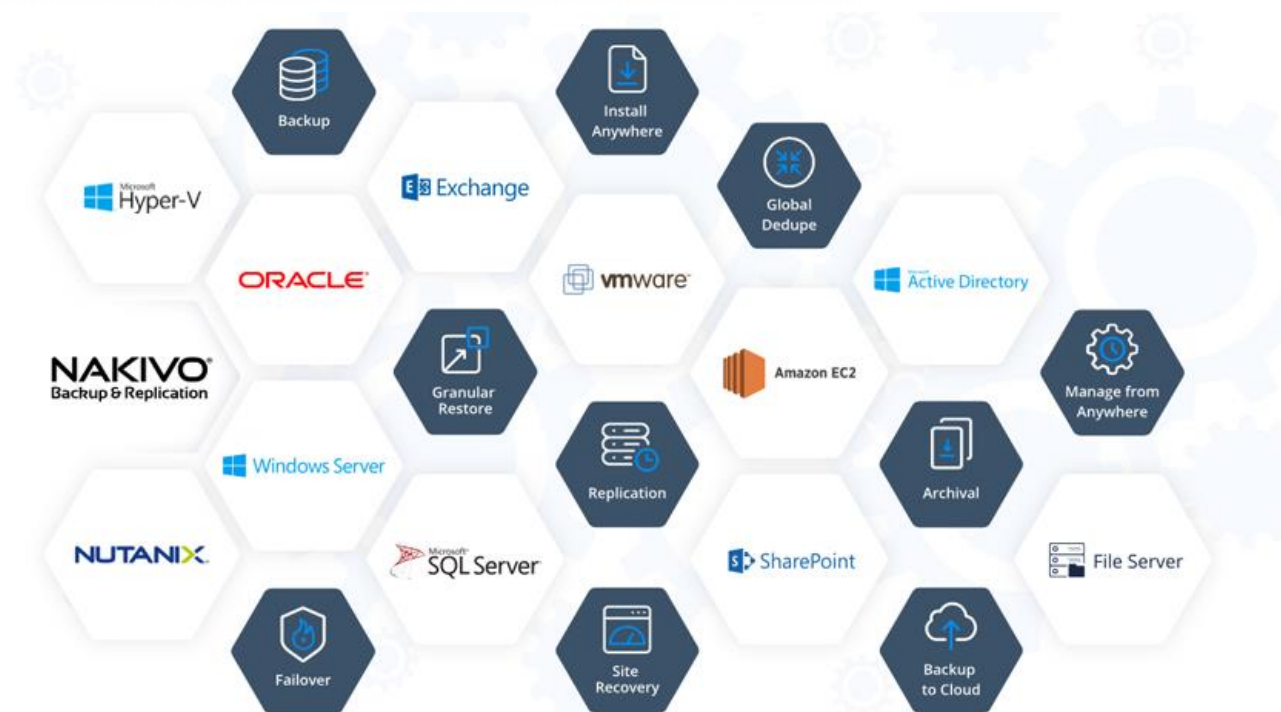 Backup
Install
Anywhere
Microsoft
Hyper-V
Exchange
Global
Dedupe
ORACLE®
vmware
Microsoft
Active Directory
NAKIVO®
Backup & Replication
Granular
Restore
Amazon EC2
Manage from
Anywhere
Windows Server
Replication
Archival
NUTANIX
Microsoft®
SQL Server
SharePoint
File Server
Failover
Site
Recovery
Backup
to Cloud